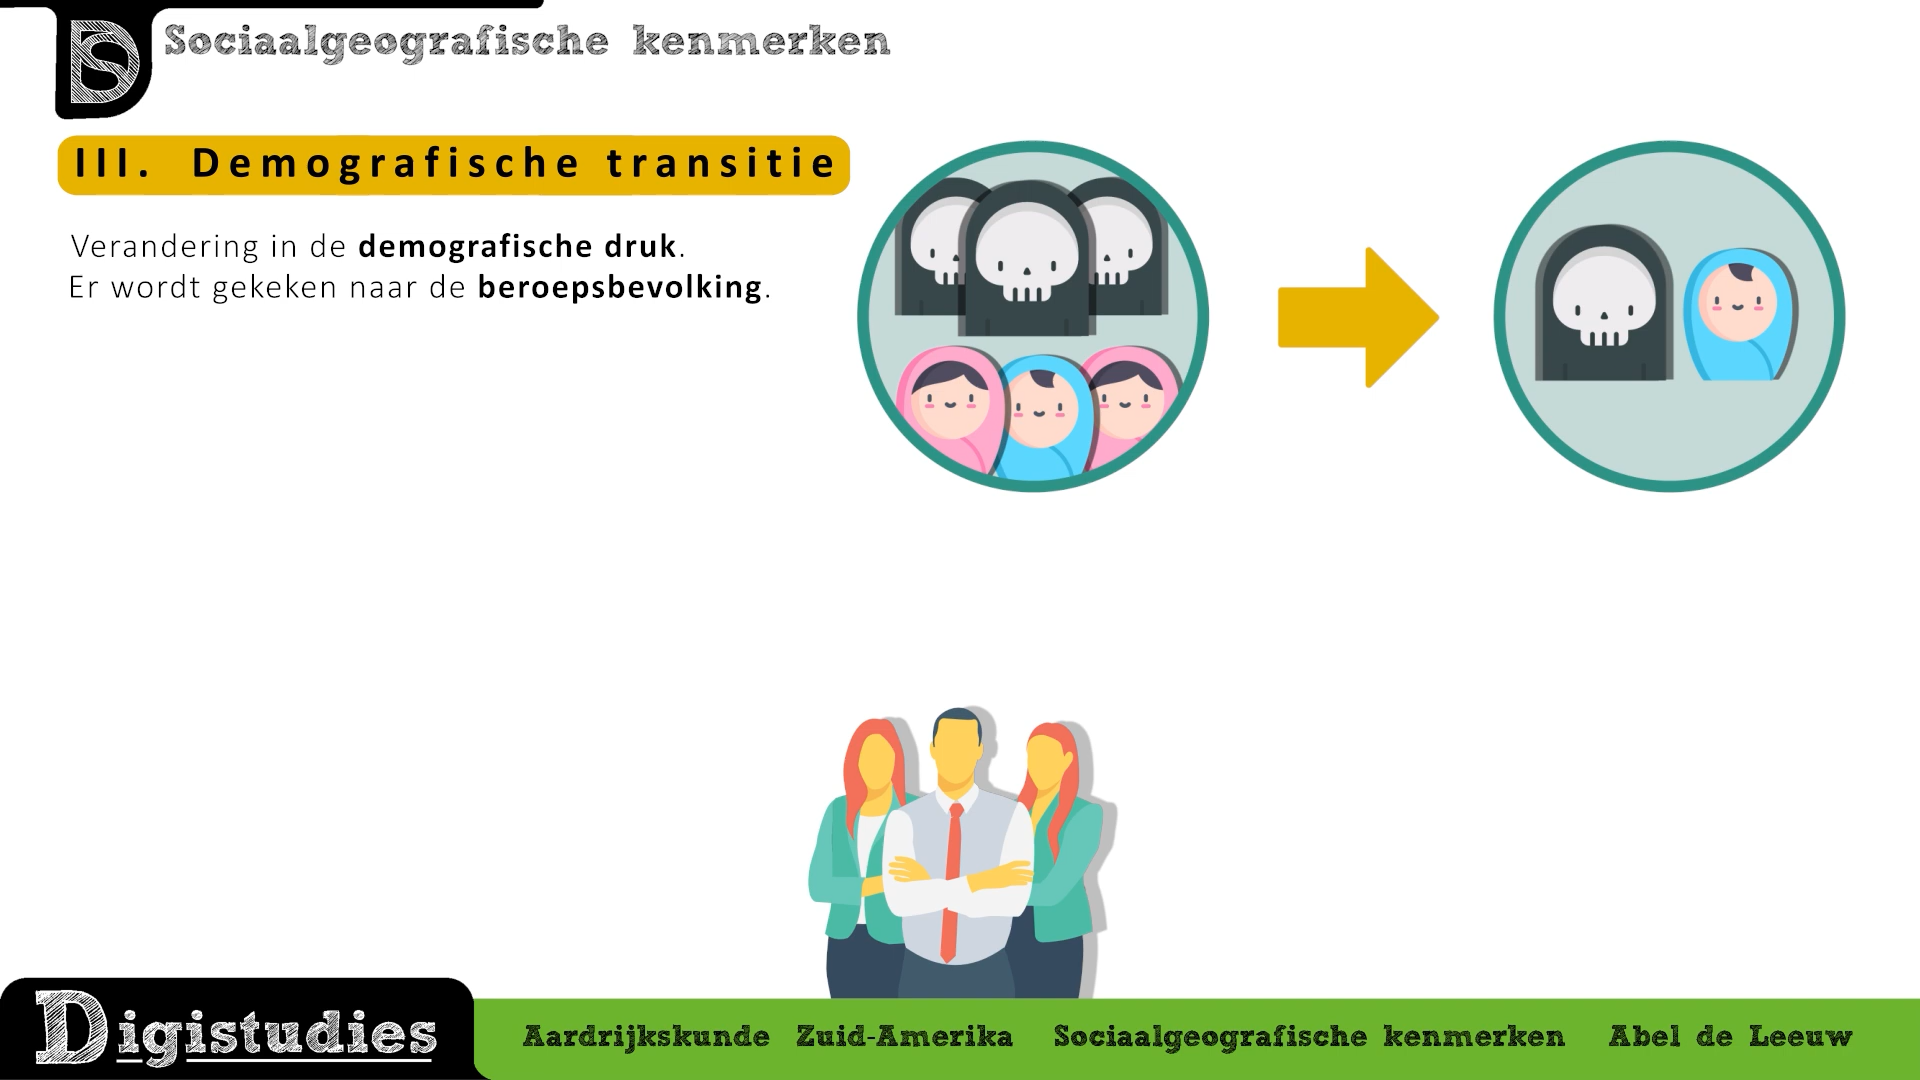 DS
Sociaalgeografische kenmerken
III. Demografische transitie
Verandering in de demografische druk.
Er wordt gekeken naar de beroepsbevolking.
Digistudies
Aardrijkskunde Zuid-Amerika Sociaalgeografische kenmerken Abel de Leeuw